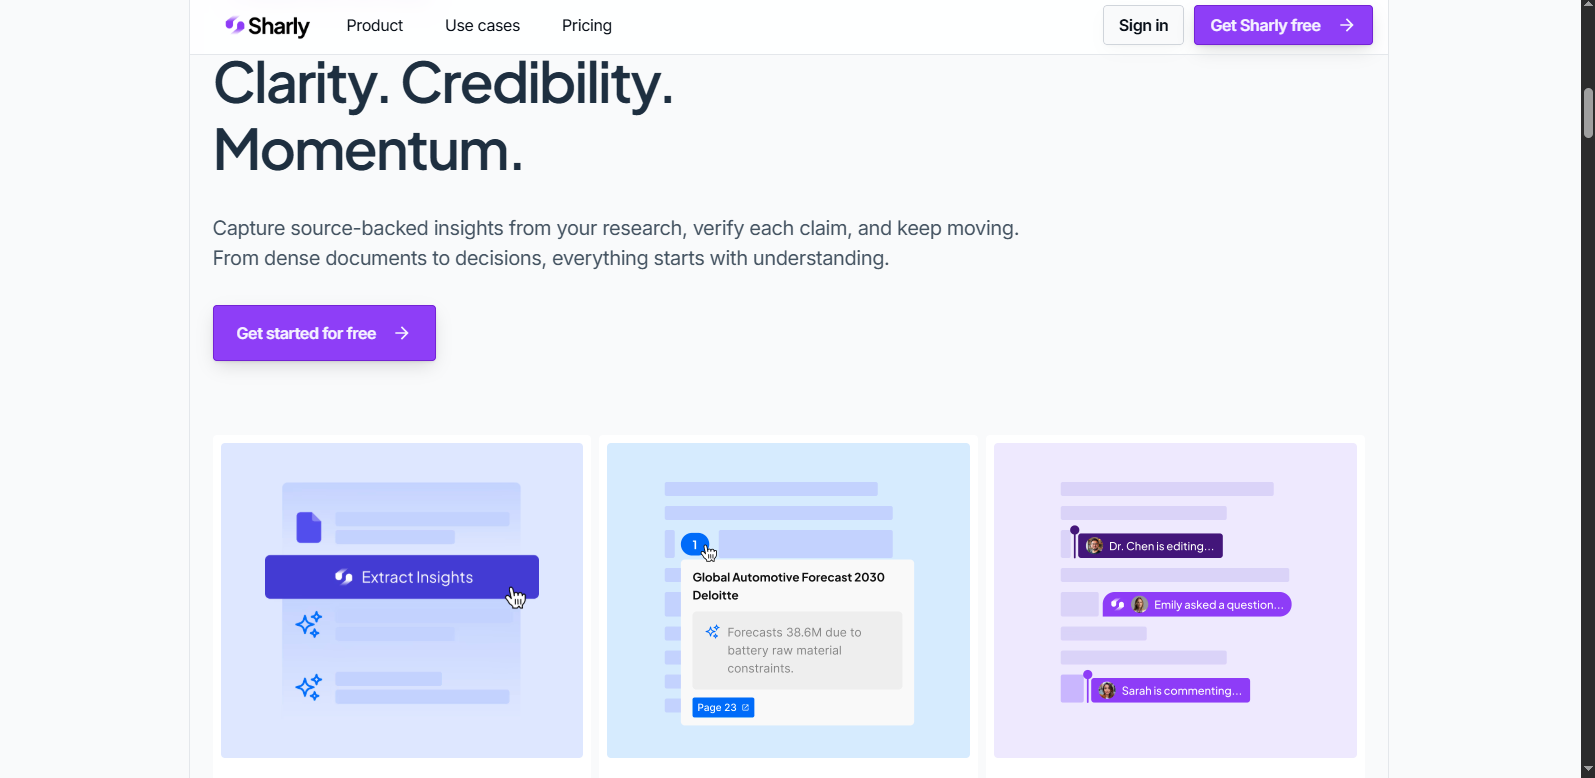 Sharly
Product
Use cases
Pricing
Sign in
Get Sharly free
Clarity. Credibility.
Momentum.
Capture source-backed insights from your research, verify each claim, and keep moving.
From dense documents to decisions, everything starts with understanding.
Get started for free
Extract Insights
1
Global Automotive Forecast 2030
Deloitte
Forecasts 38.6M due to
battery raw material
constraints.
Page 23
Dr. Chen is editing...
Emily asked a question...
Sarah is commenting...